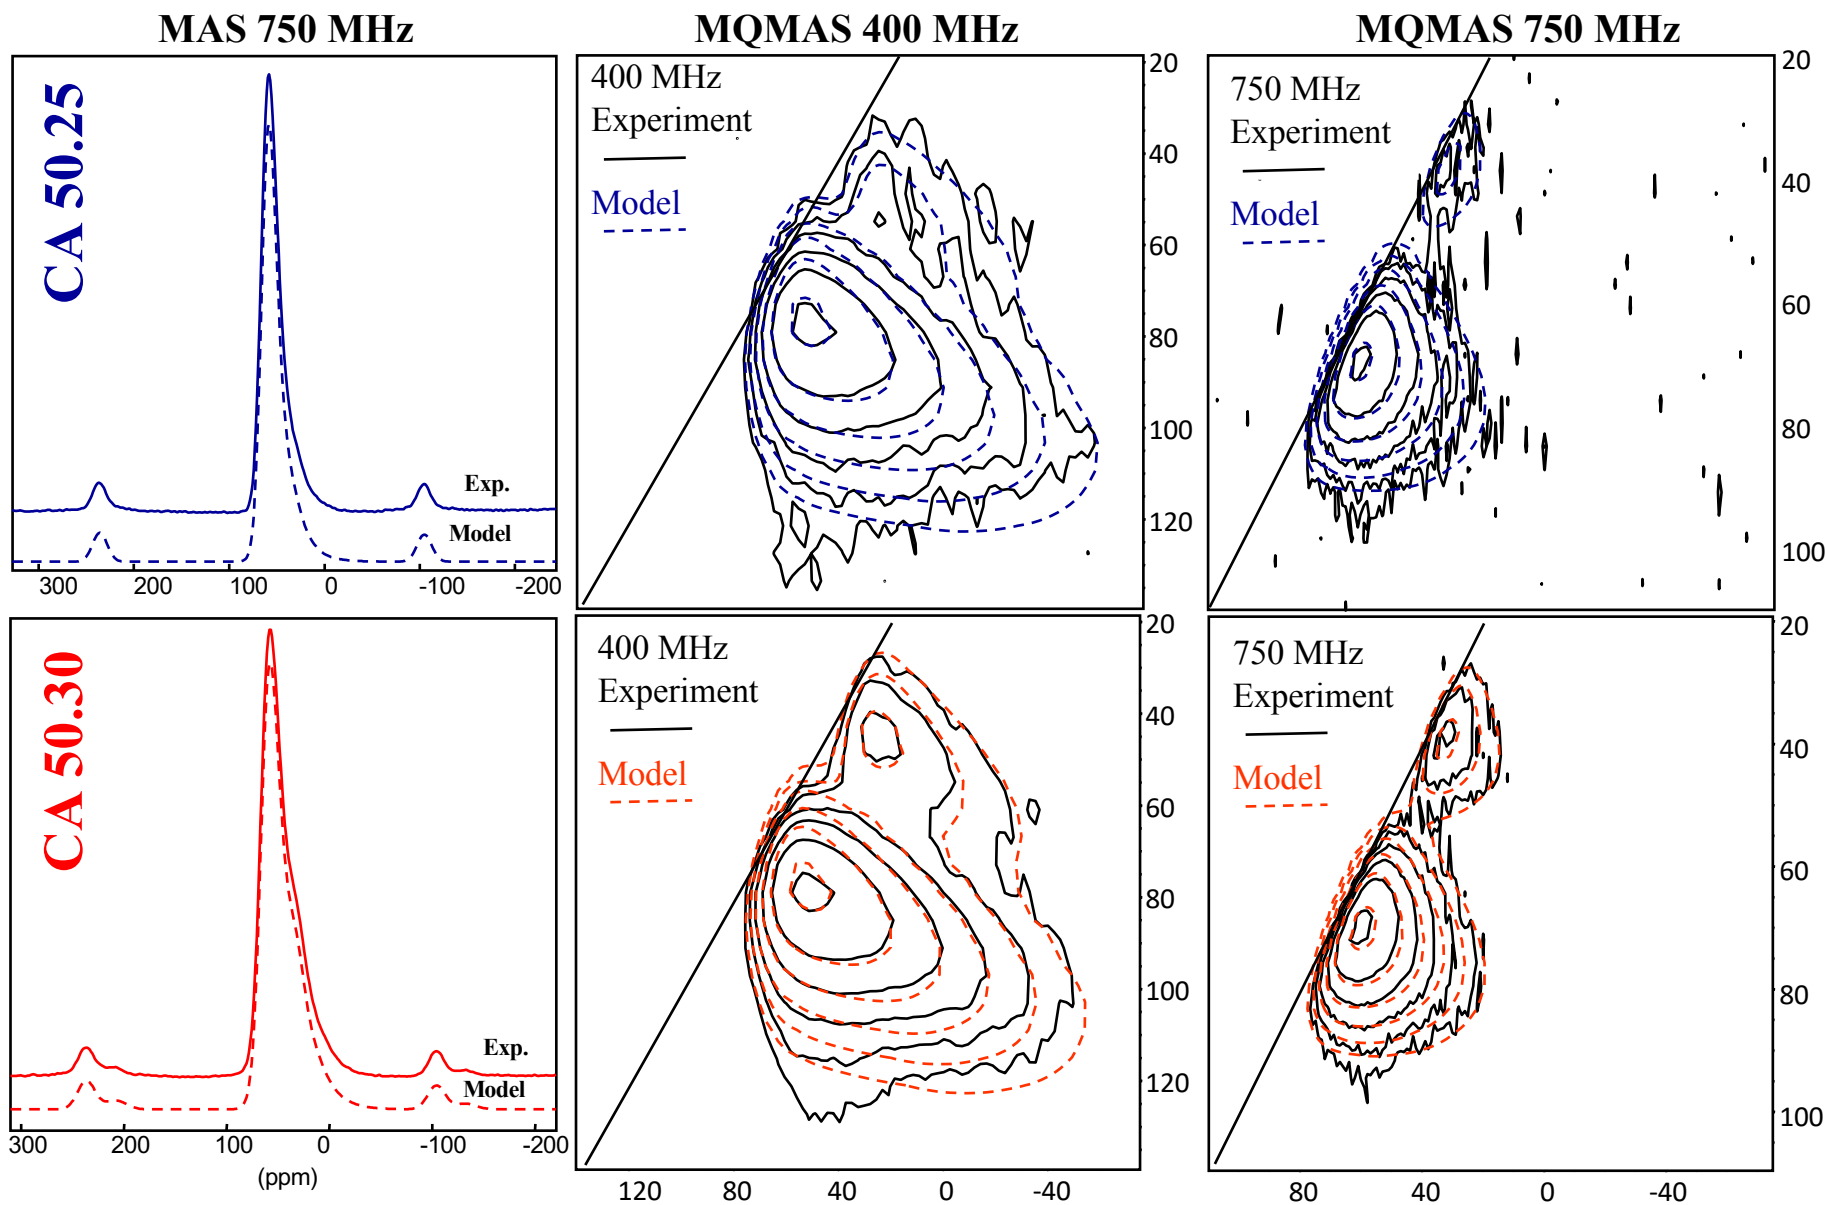 MAS 750 MHz
MQMAS 400 MHz
MQMAS 750 MHz
CA 50.25
Exp.
Model
300 200 100 0 -100 -200
400 MHz
Experiment
Model
20
40
60
80
100
120
750 MHz
Experiment
Model
20
40
60
80
100
CA 50.30
Exp.
Model
300 200 100 0 -100 -200
(ppm)
400 MHz
Experiment
Model
20
40
60
80
100
120
120 80 40 0 -40
750 MHz
Experiment
Model
20
40
60
80
100
80 40 0 -40